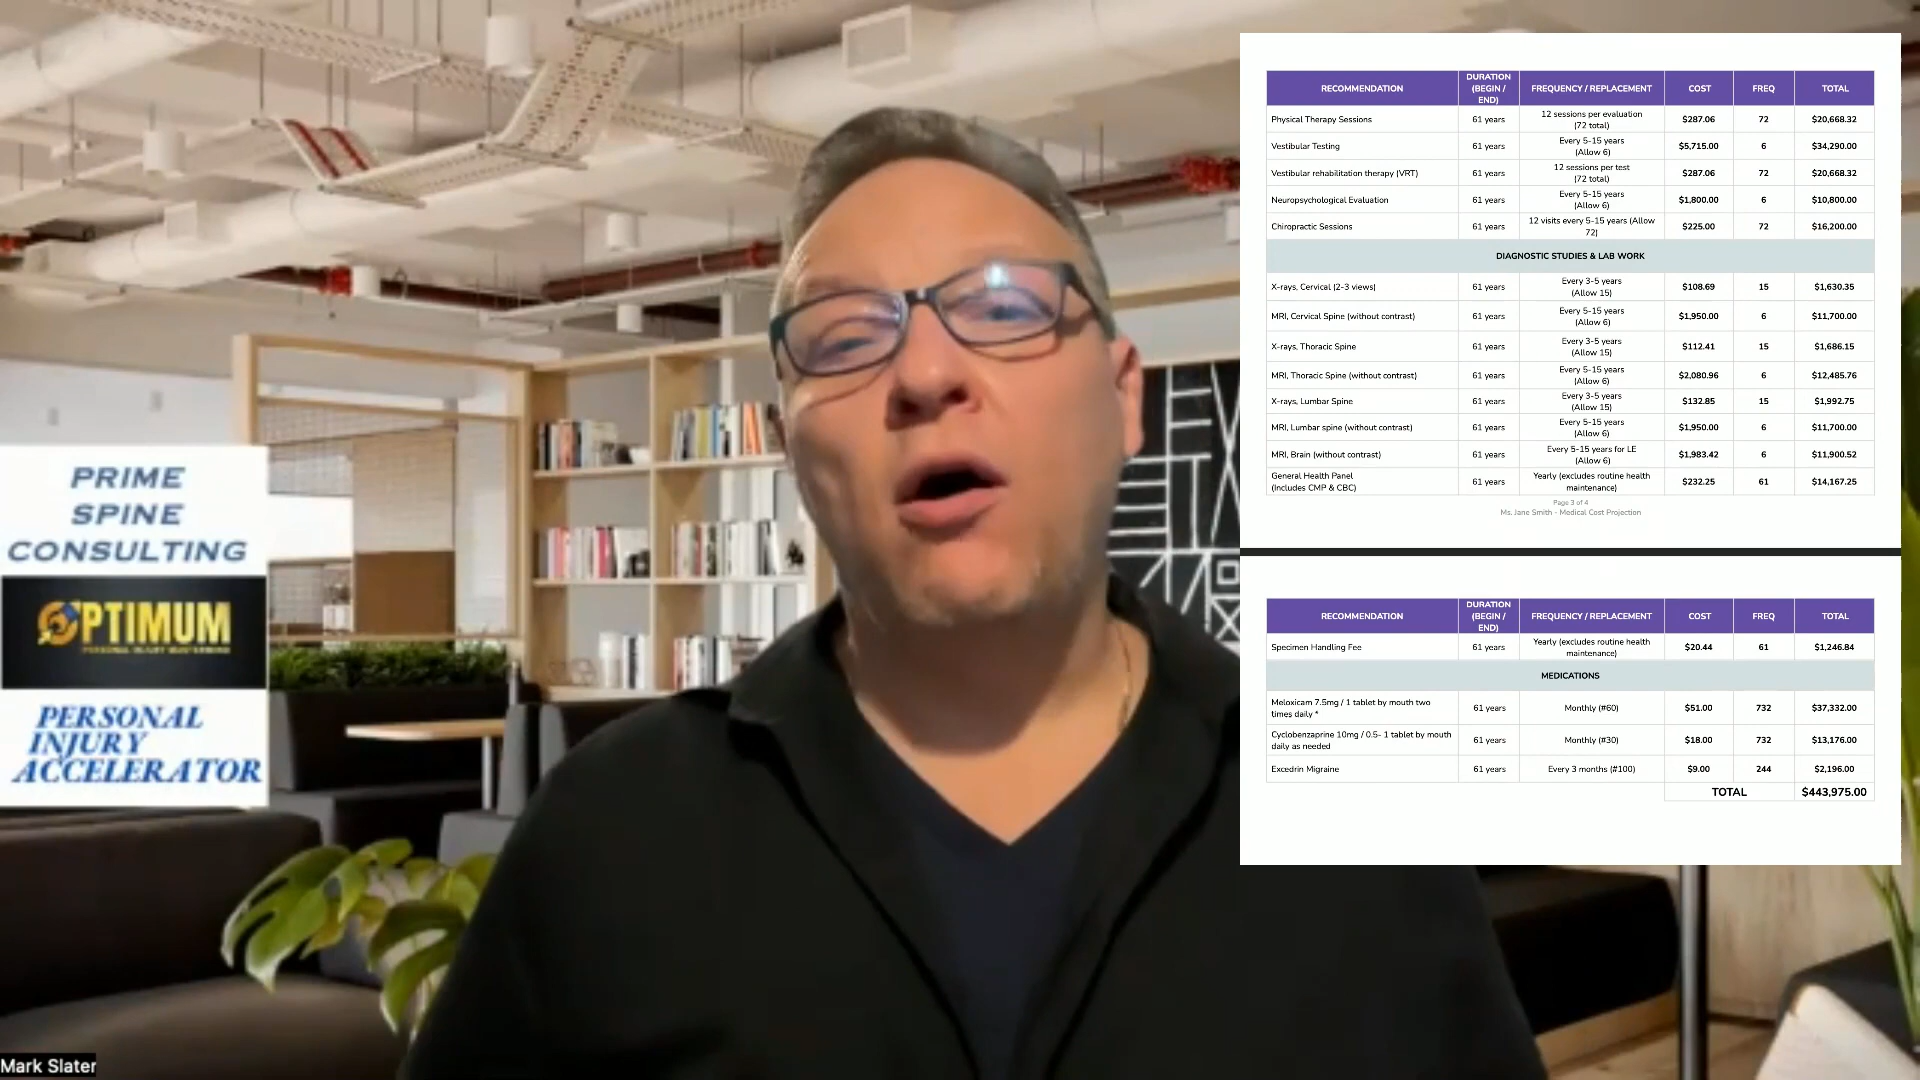 PRIME
SPINE
CONSULTING
OPTIMUM
PERSONAL INJURY
PERSONAL
INJURY
ACCELERATOR
Mark Slater
RECOMMENDATION DURATION (BEGIN / END) FREQUENCY / REPLACEMENT COST FREQ TOTAL
Physical Therapy Sessions 61 years 12 sessions per evaluation (72 total) $287.06 72 $20,668.32
Vestibular Testing 61 years Every 5-15 years (Allow 6) $5,715.00 6 $34,290.00
Vestibular rehabilitation therapy (VRT) 61 years 12 sessions per test (72 total) $287.06 72 $20,668.32
Neuropsychological Evaluation 61 years Every 5-15 years (Allow 6) $1,800.00 6 $10,800.00
Chiropractic Sessions 61 years 12 visits every 5-15 years (Allow 72) $225.00 72 $16,200.00
DIAGNOSTIC STUDIES & LAB WORK
X-rays, Cervical (2-3 views) 61 years Every 3-5 years (Allow 15) $108.69 15 $1,630.35
MRI, Cervical Spine (without contrast) 61 years Every 5-15 years (Allow 6) $1,950.00 6 $11,700.00
X-rays, Thoracic Spine 61 years Every 3-5 years (Allow 15) $112.41 15 $1,686.15
MRI, Thoracic Spine (without contrast) 61 years Every 5-15 years (Allow 6) $2,080.96 6 $12,485.76
X-rays, Lumbar Spine 61 years Every 3-5 years (Allow 15) $132.85 15 $1,992.75
MRI, Lumbar spine (without contrast) 61 years Every 5-15 years (Allow 6) $1,950.00 6 $11,700.00
MRI, Brain (without contrast) 61 years Every 5-15 years for LE (Allow 6) $1,983.42 6 $11,900.52
General Health Panel (Includes CMP & CBC) 61 years Yearly (excludes routine health maintenance) $232.25 61 $14,167.25
Page 3 of 4
Ms. Jane Smith - Medical Cost Projection
RECOMMENDATION DURATION (BEGIN / END) FREQUENCY / REPLACEMENT COST FREQ TOTAL
Specimen Handling Fee 61 years Yearly (excludes routine health maintenance) $20.44 61 $1,246.84
MEDICATIONS
Meloxicam 7.5mg / 1 tablet by mouth two times daily * 61 years Monthly (#60) $51.00 732 $37,332.00
Cyclobenzaprine 10mg / 0.5- 1 tablet by mouth daily as needed 61 years Monthly (#30) $18.00 732 $13,176.00
Excedrin Migraine 61 years Every 3 months (#100) $9.00 244 $2,196.00
TOTAL $443,975.00